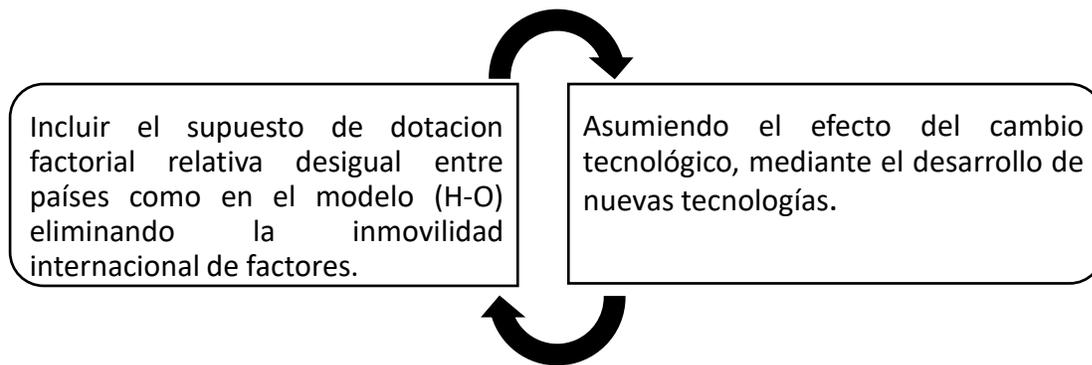 Incluir el supuesto de dotacion
factorial relativa desigual entre
países como en el modelo (H-O)
eliminando la inmovilidad
internacional de factores.
Asumiendo el efecto del cambio
tecnológico, mediante el desarrollo de
nuevas tecnologías.